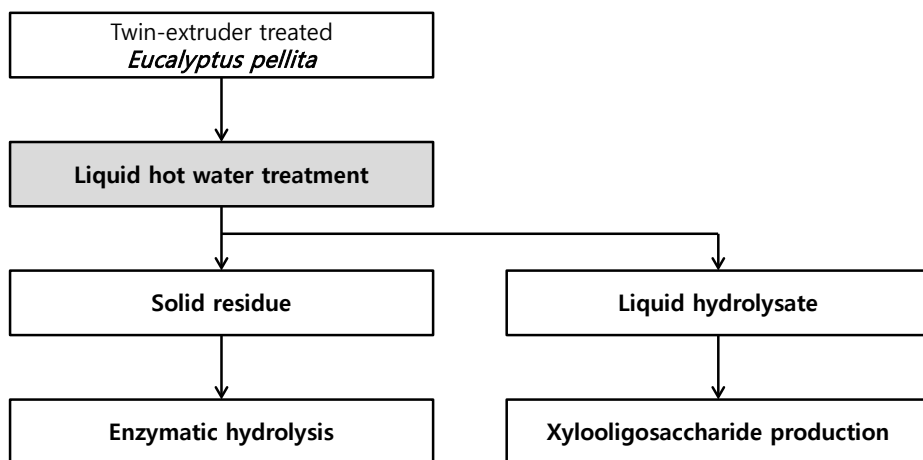 Twin-extruder treated
Eucalyptus pellita
Liquid hot water treatment
Solid residue
Liquid hydrolysate
Enzymatic hydrolysis
Xylooligosaccharide production